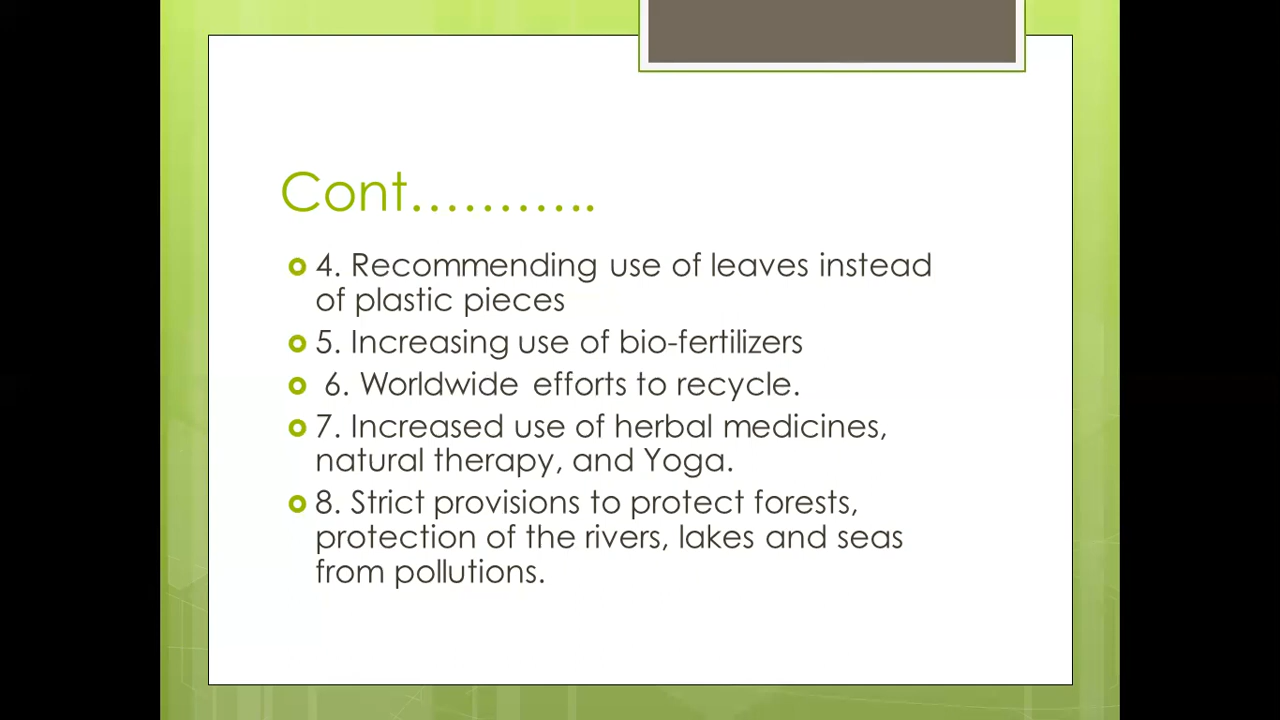 Cont………..
4. Recommending use of leaves instead
of plastic pieces
5. Increasing use of bio-fertilizers
6. Worldwide efforts to recycle.
7. Increased use of herbal medicines,
natural therapy, and Yoga.
8. Strict provisions to protect forests,
protection of the rivers, lakes and seas
from pollutions.